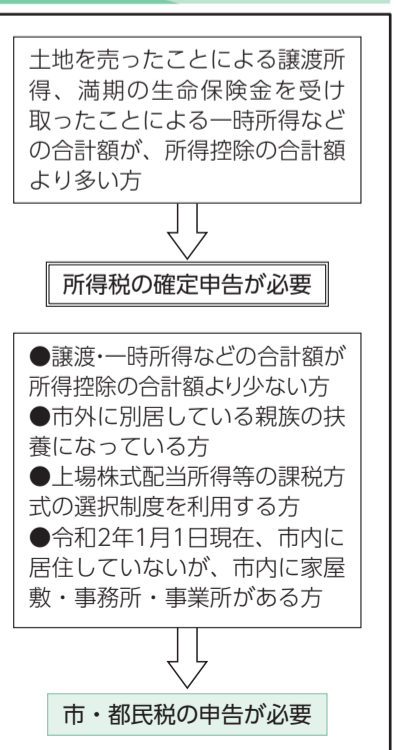 土地を売ったことによる譲渡所
得、満期の生命保険金を受け
取ったことによる一時所得など
の合計額が、所得控除の合計額
より多い方
所得税の確定申告が必要
●譲渡・一時所得などの合計額が
所得控除の合計額より少ない方
●市外に別居している親族の扶
養になっている方
●上場株式配当所得等の課税方
式の選択制度を利用する方
●令和2年1月1日現在、市内に
居住していないが、市内に家屋
敷・事務所・事業所がある方
市・都民税の申告が必要